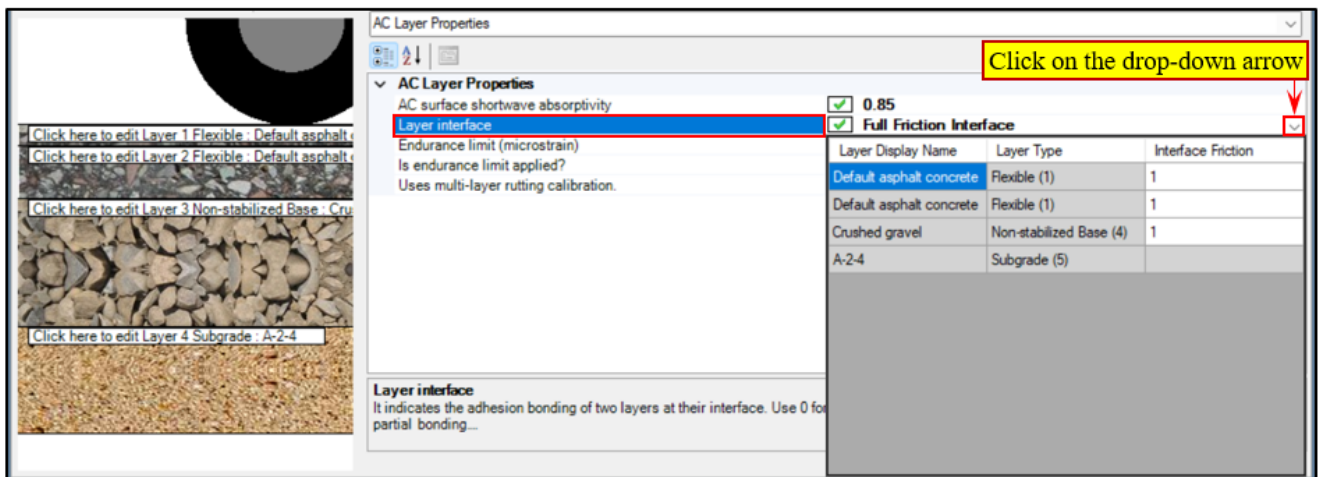 AC Layer Properties
Click on the drop-down arrow
AC Layer Properties
AC surface shortwave absorptivity 0.85
Layer interface Full Friction Interface
Endurance limit (microstrain)
Is endurance limit applied?
Uses multi-layer rutting calibration.
Layer Display Name Layer Type Interface Friction
Default asphalt concrete Flexible (1) 1
Default asphalt concrete Flexible (1) 1
Crushed gravel Non-stabilized Base (4) 1
A-2-4 Subgrade (5)
Click here to edit Layer 1 Flexible : Default asphalt
Click here to edit Layer 2 Flexible : Default asphalt
Click here to edit Layer 3 Non-stabilized Base : Cru
Click here to edit Layer 4 Subgrade : A-2-4
Layer interface
It indicates the adhesion bonding of two layers at their interface. Use 0 for
partial bonding...